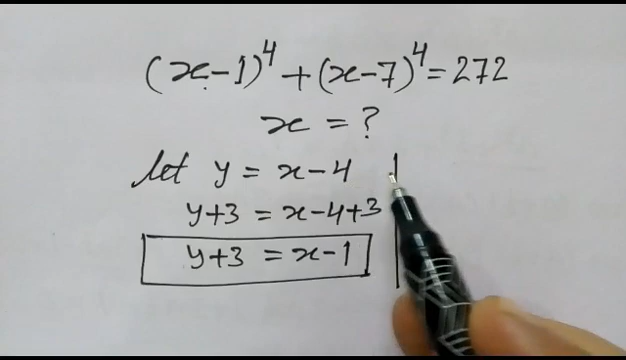 (x-1)⁴+(x-7)⁴=272
x = ?
let y = x-4
y+3 = x-4+3
y+3 = x-1